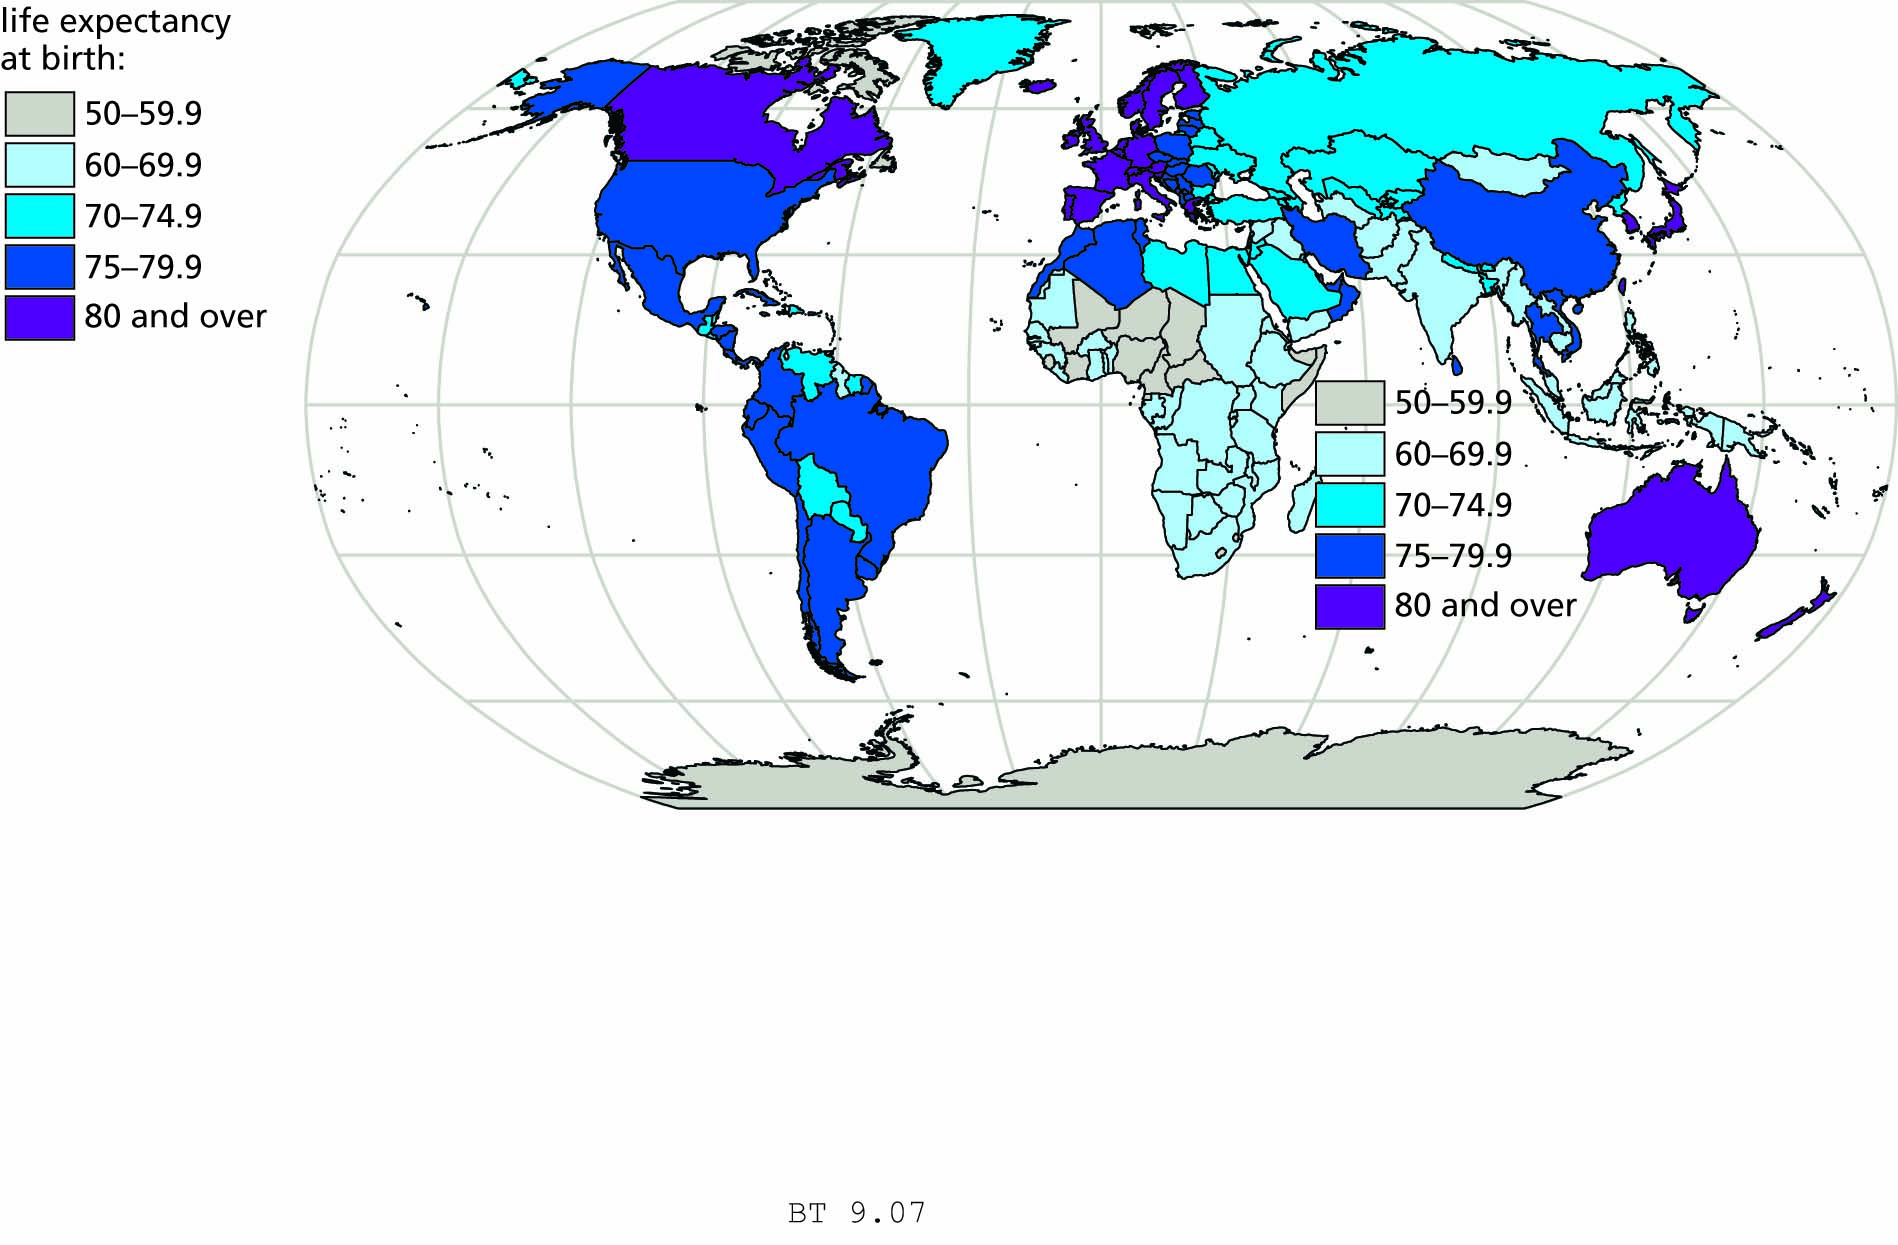 life expectancy
at birth:
50–59.9
60–69.9
70–74.9
75–79.9
80 and over
50–59.9
60–69.9
70–74.9
75–79.9
80 and over
BT 9.07